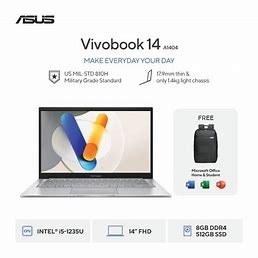 ASUS
Vivobook 14 A1404
MAKE EVERYDAY YOUR DAY
US MIL-STD 810H
Military Grade Standard
17.9mm thin &
only 1.4kg light chassis
FREE
Microsoft Office
Home & Student
INTEL® i5-1235U
14" FHD
8GB DDR4
512GB SSD